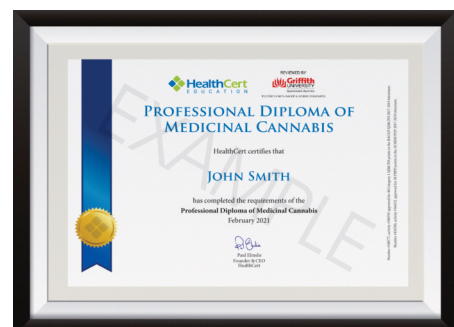 HealthCert
EDUCATION
REVIEWED BY
Griffith
UNIVERSITY
PROFESSIONAL DIPLOMA OF
MEDICINAL CANNABIS
HealthCert certifies that
JOHN SMITH
has completed the requirements of the
Professional Diploma of Medicinal Cannabis
February 2021
Paul Elmslie
Founder & CEO
HealthCert
EXAMPLE